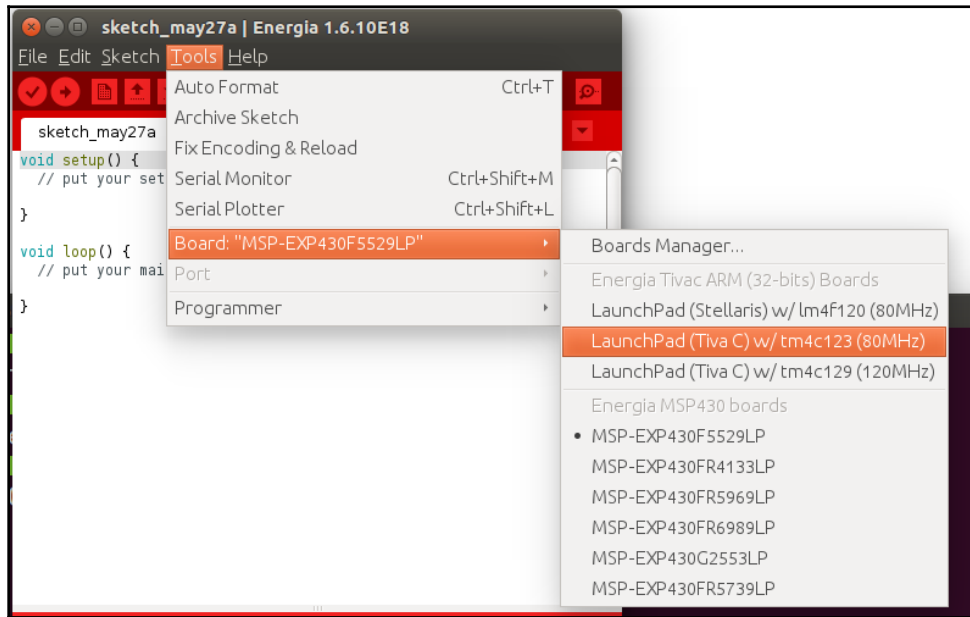 sketch_may27a | Energia 1.6.10E18
File Edit Sketch Tools Help
sketch_may27a
void setup() {
// put your set
}
void loop() {
// put your mai
}
Auto Format Ctrl+T
Archive Sketch
Fix Encoding & Reload
Serial Monitor Ctrl+Shift+M
Serial Plotter Ctrl+Shift+L
Board: "MSP-EXP430F5529LP"
Port
Programmer
Boards Manager...
Energia Tivac ARM (32-bits) Boards
LaunchPad (Stellaris) w/ lm4f120 (80MHz)
LaunchPad (Tiva C) w/ tm4c123 (80MHz)
LaunchPad (Tiva C) w/ tm4c129 (120MHz)
Energia MSP430 boards
MSP-EXP430F5529LP
MSP-EXP430FR4133LP
MSP-EXP430FR5969LP
MSP-EXP430FR6989LP
MSP-EXP430G2553LP
MSP-EXP430FR5739LP